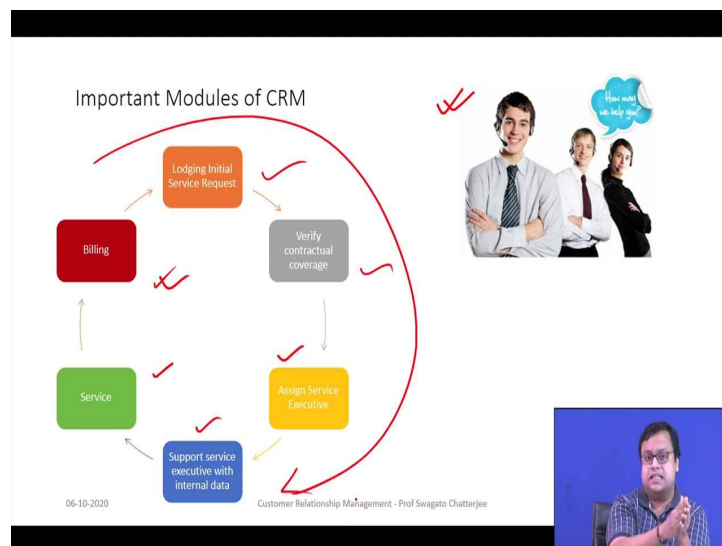 Important Modules of CRM
How may
we help you?
Lodging Initial
Service Request
Billing
Verify
contractual
coverage
Service
Assign Service
Executive
Support service
executive with
internal data
06-10-2020
Customer Relationship Management - Prof Swagato Chatterjee